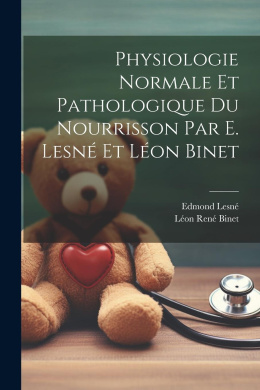 Physiologie
Normale Et
Pathologique Du
Nourrisson Par E.
Lesné Et Léon Binet
Edmond Lesné
Léon René Binet